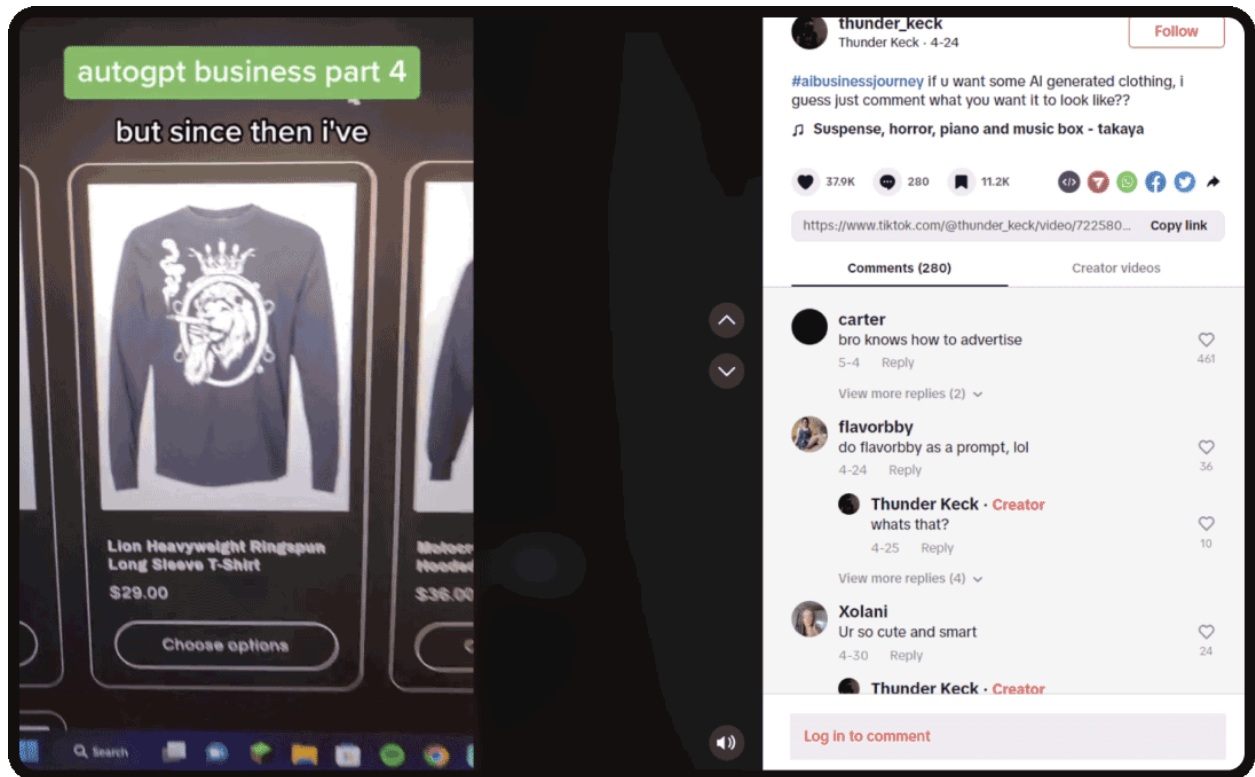 autogpt business part 4
but since then i've
Lion Heavyweight Ringspun
Long Sleeve T-Shirt
$29.00
Choose options
Hooded
$36.00
Search
thunder_keck
Thunder Keck · 4-24
Follow
#aibusinessjourney if u want some AI generated clothing, i
guess just comment what you want it to look like??
♫ Suspense, horror, piano and music box - takaya
37.9K
280
11.2K
https://www.tiktok.com/@thunder_keck/video/722580...
Copy link
Comments (280)
Creator videos
carter
bro knows how to advertise
5-4 Reply
461
View more replies (2)
flavorbby
do flavorbby as a prompt, lol
4-24 Reply
36
Thunder Keck · Creator
whats that?
4-25 Reply
10
View more replies (4)
Xolani
Ur so cute and smart
4-30 Reply
24
Thunder Keck · Creator
Log in to comment